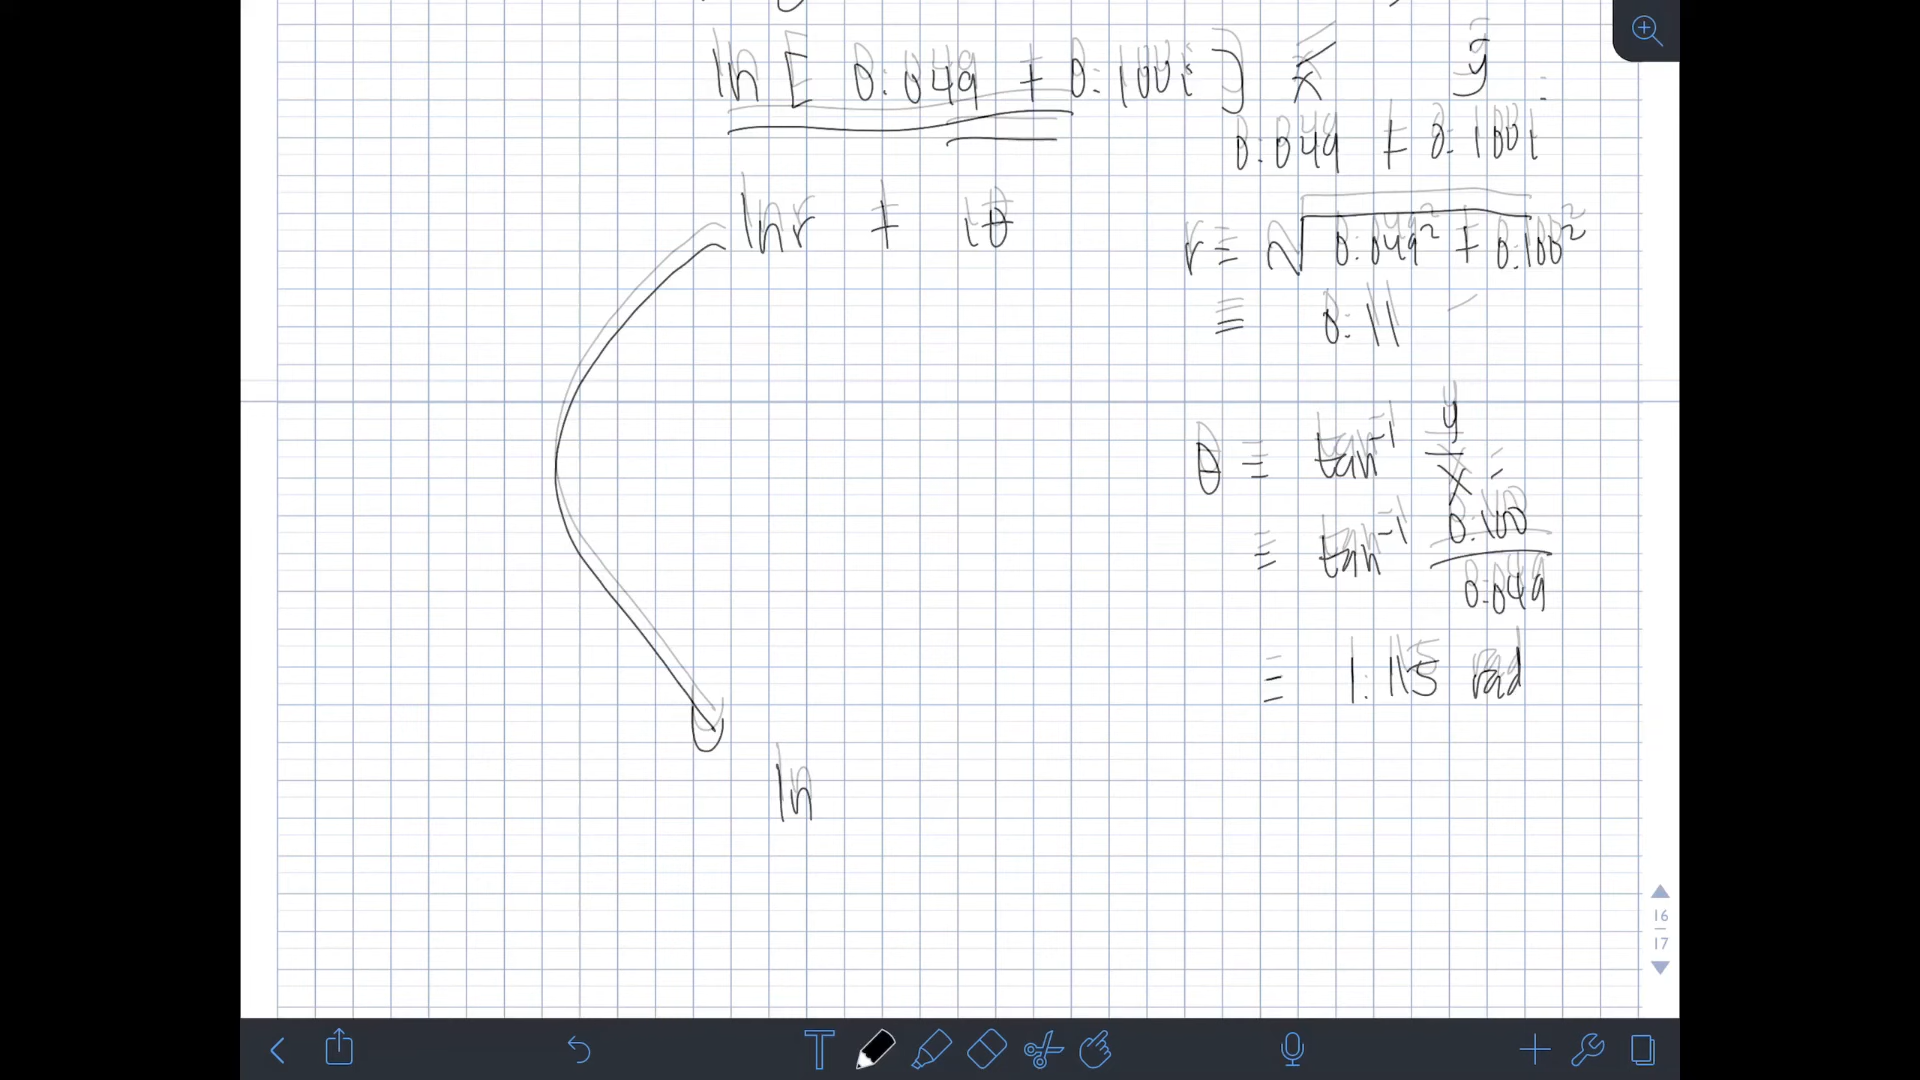 ln [ 0.049 + 0.100i ] x y
0.049 + 0.100i
ln r + iθ
r = √0.049² + 0.100²
= 0.11
θ = tan⁻¹ y/x =
= tan⁻¹ 0.100/0.049
= 1.115 rad
ln
16
17
T